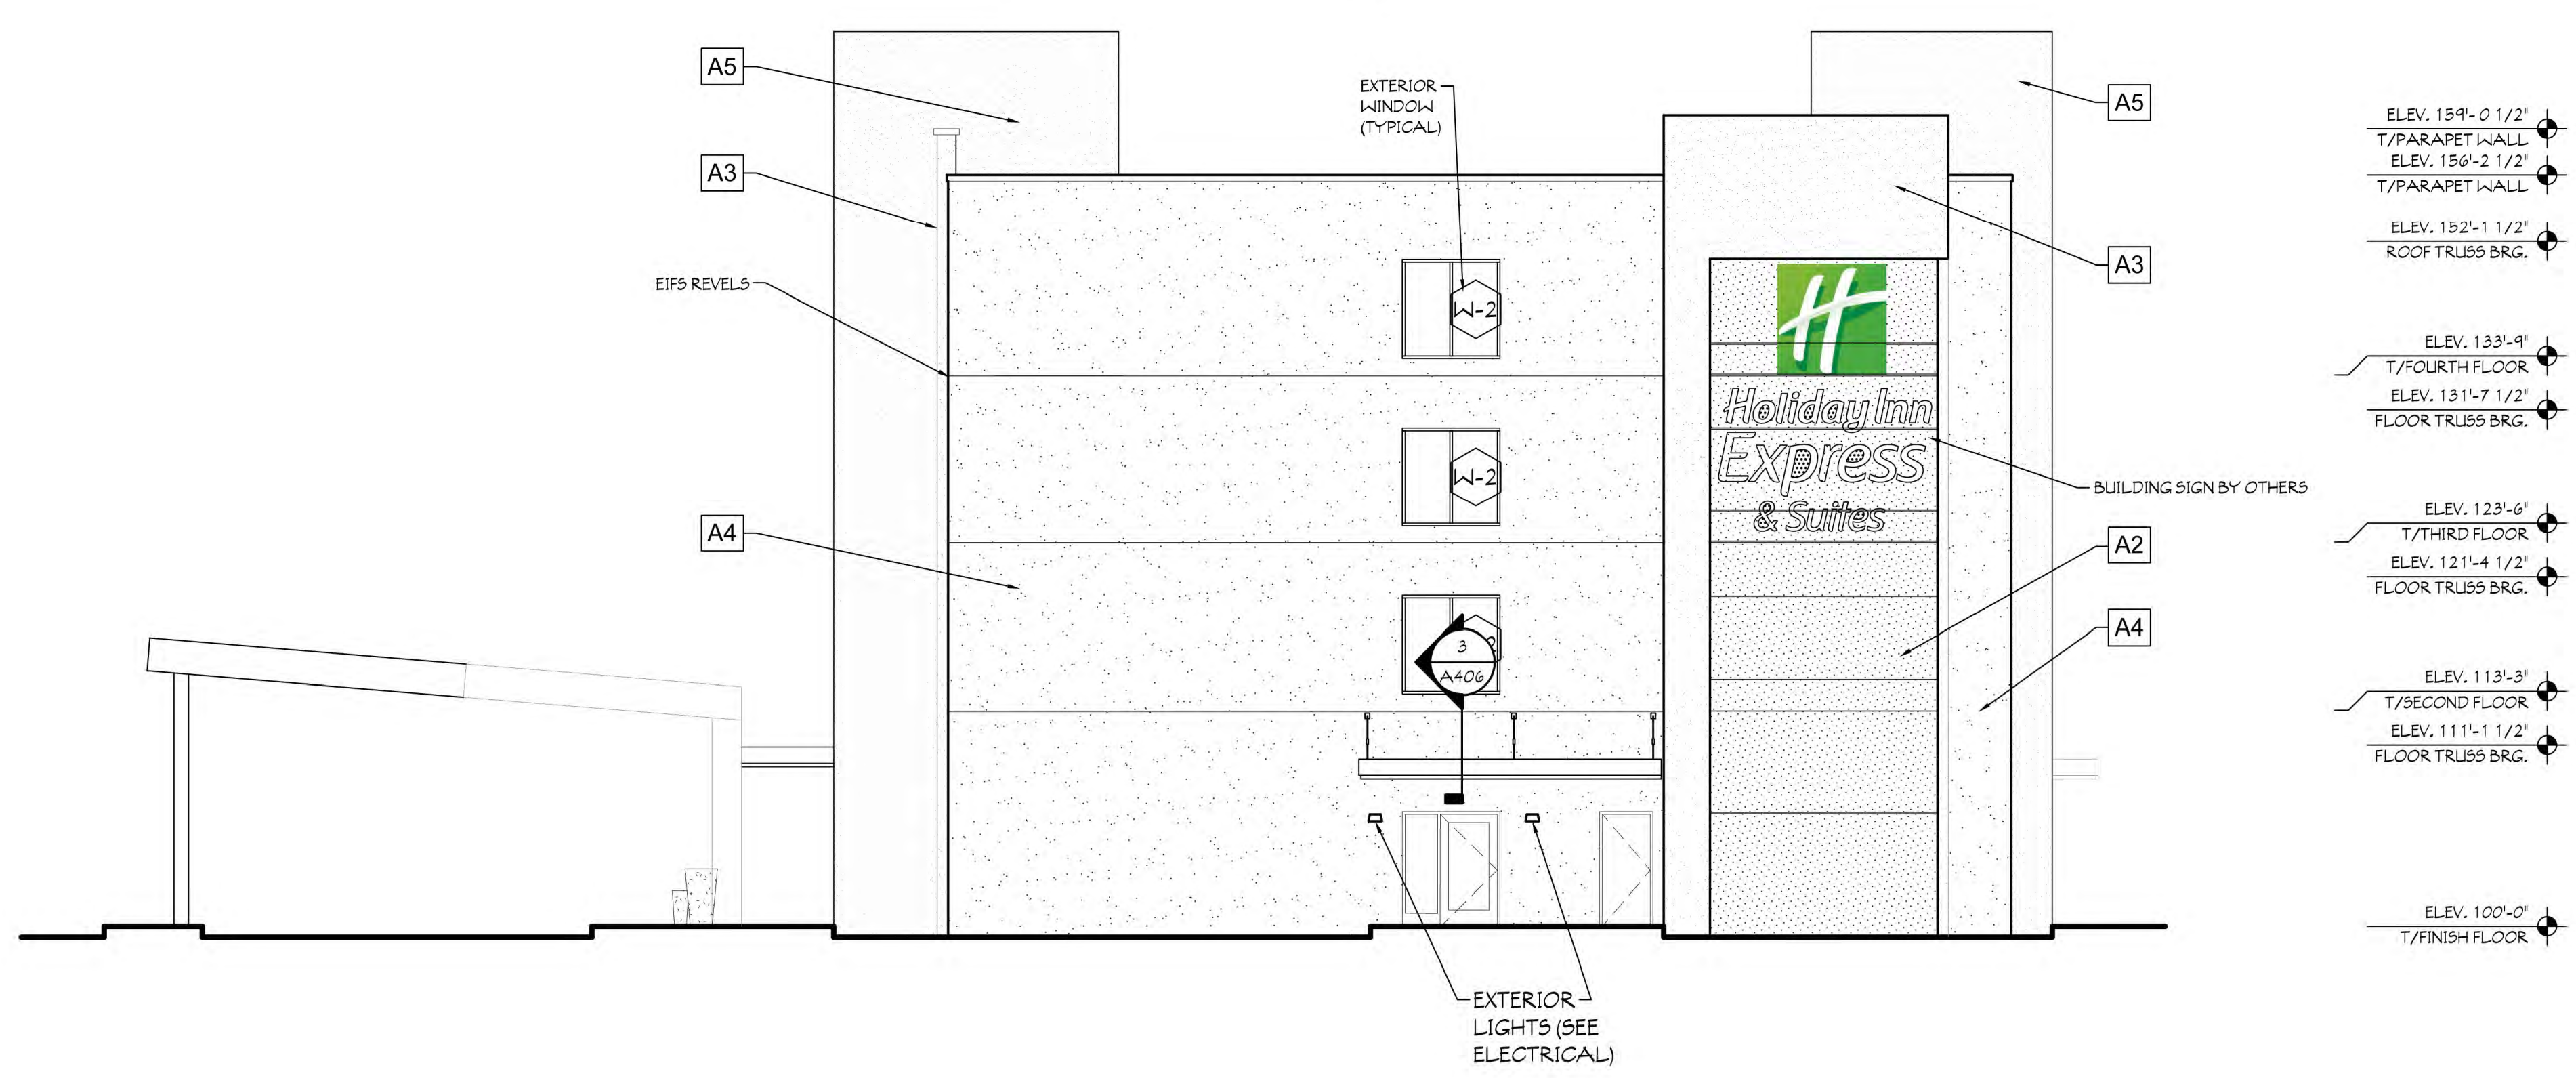 A5
A3
EIFS REVELS
A4
EXTERIOR
WINDOW
(TYPICAL)
W-2
W-2
3
A406
H
Holiday Inn
Express
& Suites
EXTERIOR
LIGHTS (SEE
ELECTRICAL)
A5
A3
BUILDING SIGN BY OTHERS
A2
A4
ELEV. 159'- 0 1/2"
T/PARAPET WALL
ELEV. 156'-2 1/2"
T/PARAPET WALL
ELEV. 152'-1 1/2"
ROOF TRUSS BRG.
ELEV. 133'-9"
T/FOURTH FLOOR
ELEV. 131'-7 1/2"
FLOOR TRUSS BRG.
ELEV. 123'-6"
T/THIRD FLOOR
ELEV. 121'-4 1/2"
FLOOR TRUSS BRG.
ELEV. 113'-3"
T/SECOND FLOOR
ELEV. 111'-1 1/2"
FLOOR TRUSS BRG.
ELEV. 100'-0"
T/FINISH FLOOR